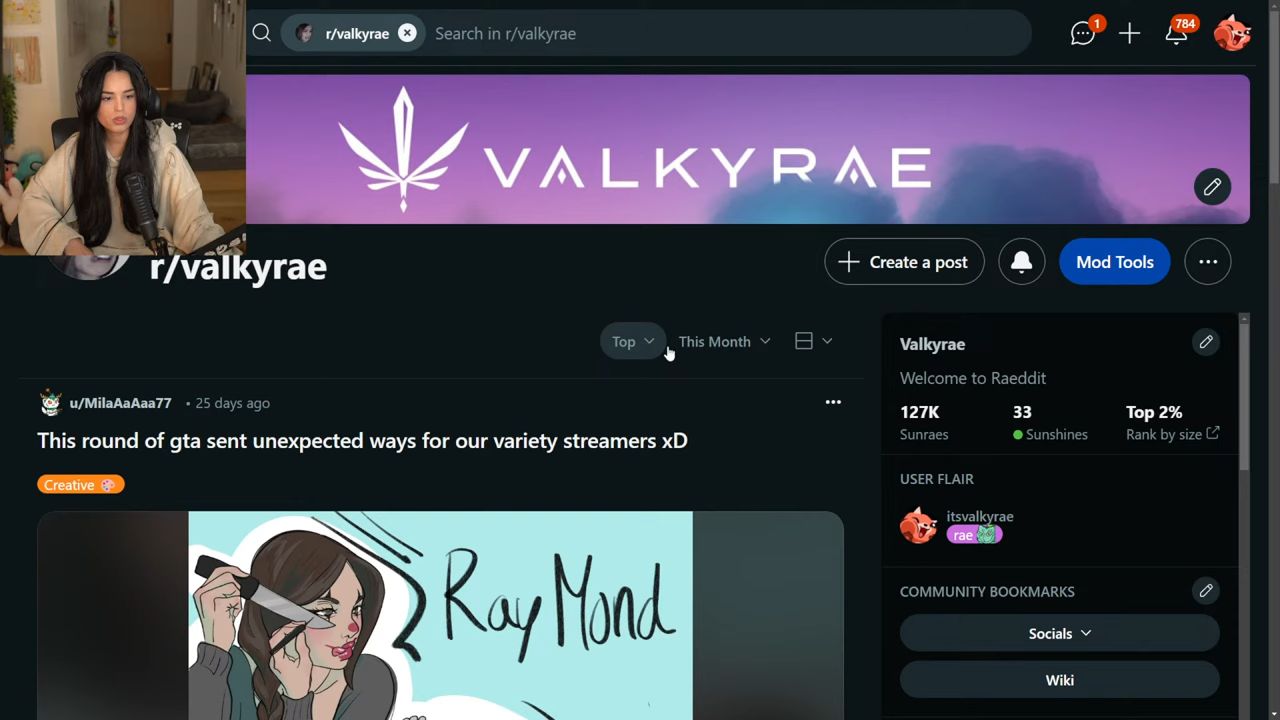 r/valkyrae
Search in r/valkyrae
1
784
VALKYRAE
r/valkyrae
Create a post
Mod Tools
Top
This Month
u/MilaAaAaa77 • 25 days ago
This round of gta sent unexpected ways for our variety streamers xD
Creative
RayMond
Valkyrae
Welcome to Raeddit
127K
33
Top 2%
Sunraes
Sunshines
Rank by size
USER FLAIR
itsvalkyrae
rae
COMMUNITY BOOKMARKS
Socials
Wiki